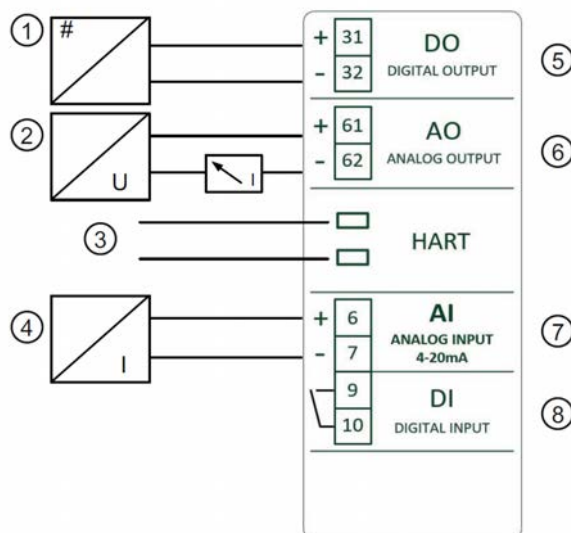 1
#
+ 31 DO
- 32 DIGITAL OUTPUT
5
2
U
I
+ 61 AO
- 62 ANALOG OUTPUT
6
3
HART
4
I
+ 6 AI
ANALOG INPUT
- 7 4-20mA
7
9 DI
10 DIGITAL INPUT
8